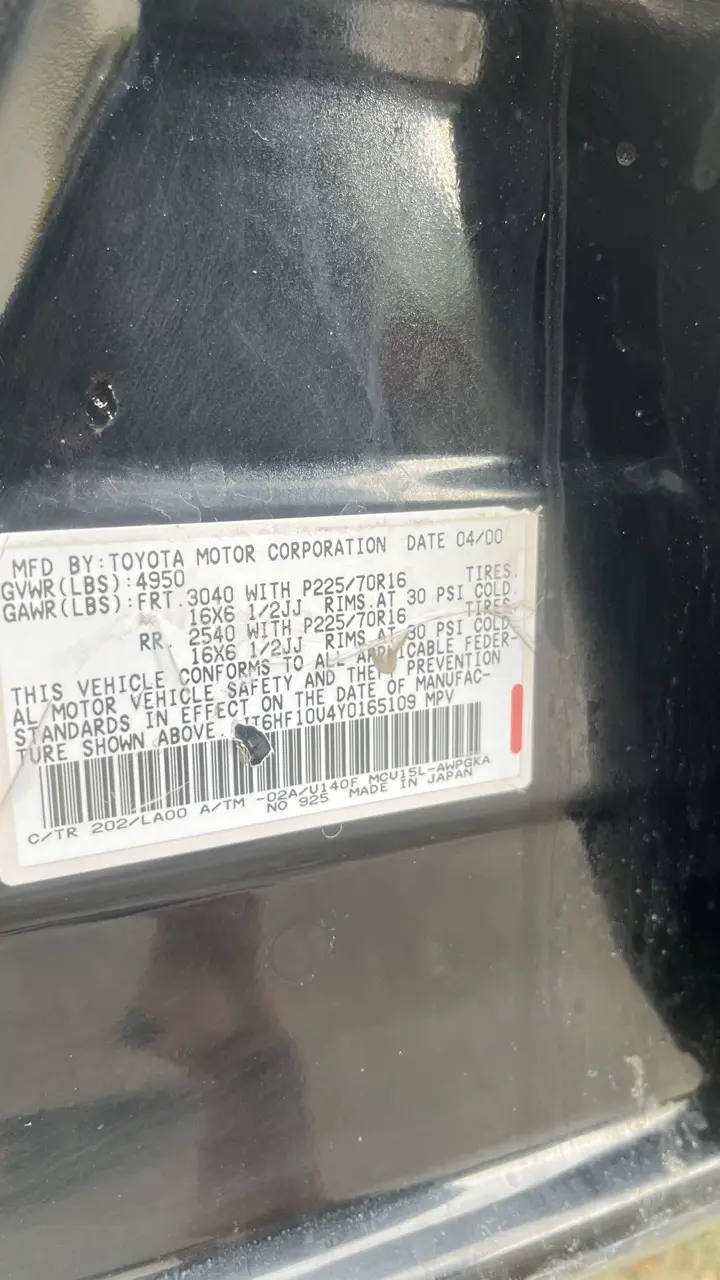 MFD BY:TOYOTA MOTOR CORPORATION DATE 04/00
GVWR(LBS):4950
GAWR(LBS):FRT.3040 WITH P225/70R16 TIRES.
16X6 1/2JJ RIMS.AT 30 PSI COLD.
RR. 2540 WITH P225/70R16 TIRES.
16X6 1/2JJ RIMS.AT 30 PSI COLD.
THIS VEHICLE CONFORMS TO ALL APPLICABLE FEDER-
AL MOTOR VEHICLE SAFETY AND THEFT PREVENTION
STANDARDS IN EFFECT ON THE DATE OF MANUFAC-
TURE SHOWN ABOVE. MPV
C/TR 202/LA00 A/TM -02A/U140F MCU15L-AWPGKA
NO 925 MADE IN JAPAN